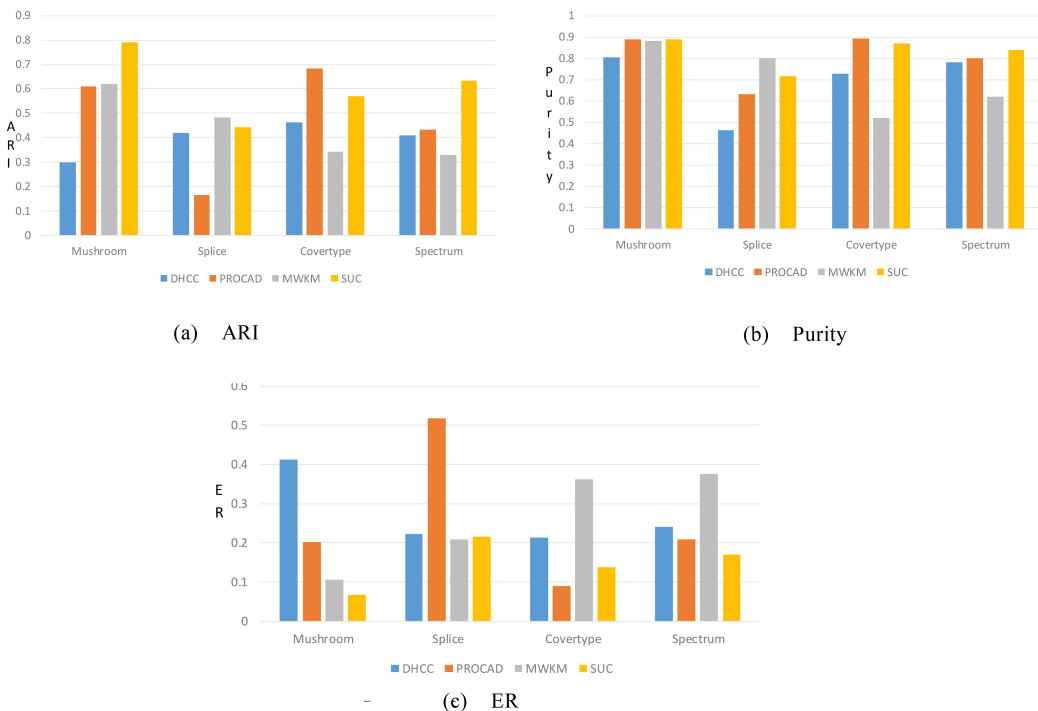 0.9
0.8
0.7
0.6
0.5
0.4
0.3
0.2
0.1
0
A
R
I
Mushroom Splice Covertype Spectrum
DHCC PROCAD MWKM SUC
(a) ARI
1
0.9
0.8
0.7
0.6
0.5
0.4
0.3
0.2
0.1
0
P
u
r
i
t
y
Mushroom Splice Covertype Spectrum
DHCC PROCAD MWKM SUC
(b) Purity
0.6
0.5
0.4
0.3
0.2
0.1
0
E
R
Mushroom Splice Covertype Spectrum
DHCC PROCAD MWKM SUC
(c) ER